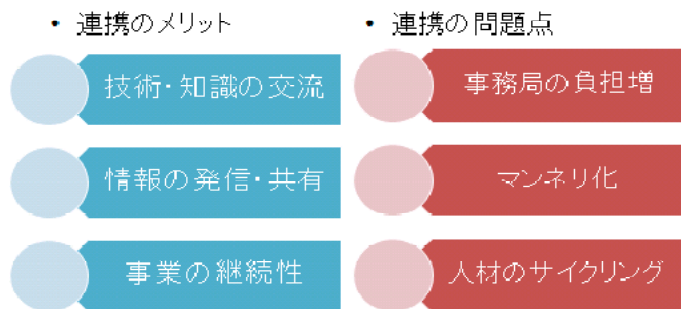 • 連携のメリット
技術・知識の交流
情報の発信・共有
事業の継続性
• 連携の問題点
事務局の負担増
マンネリ化
人材のサイクリング